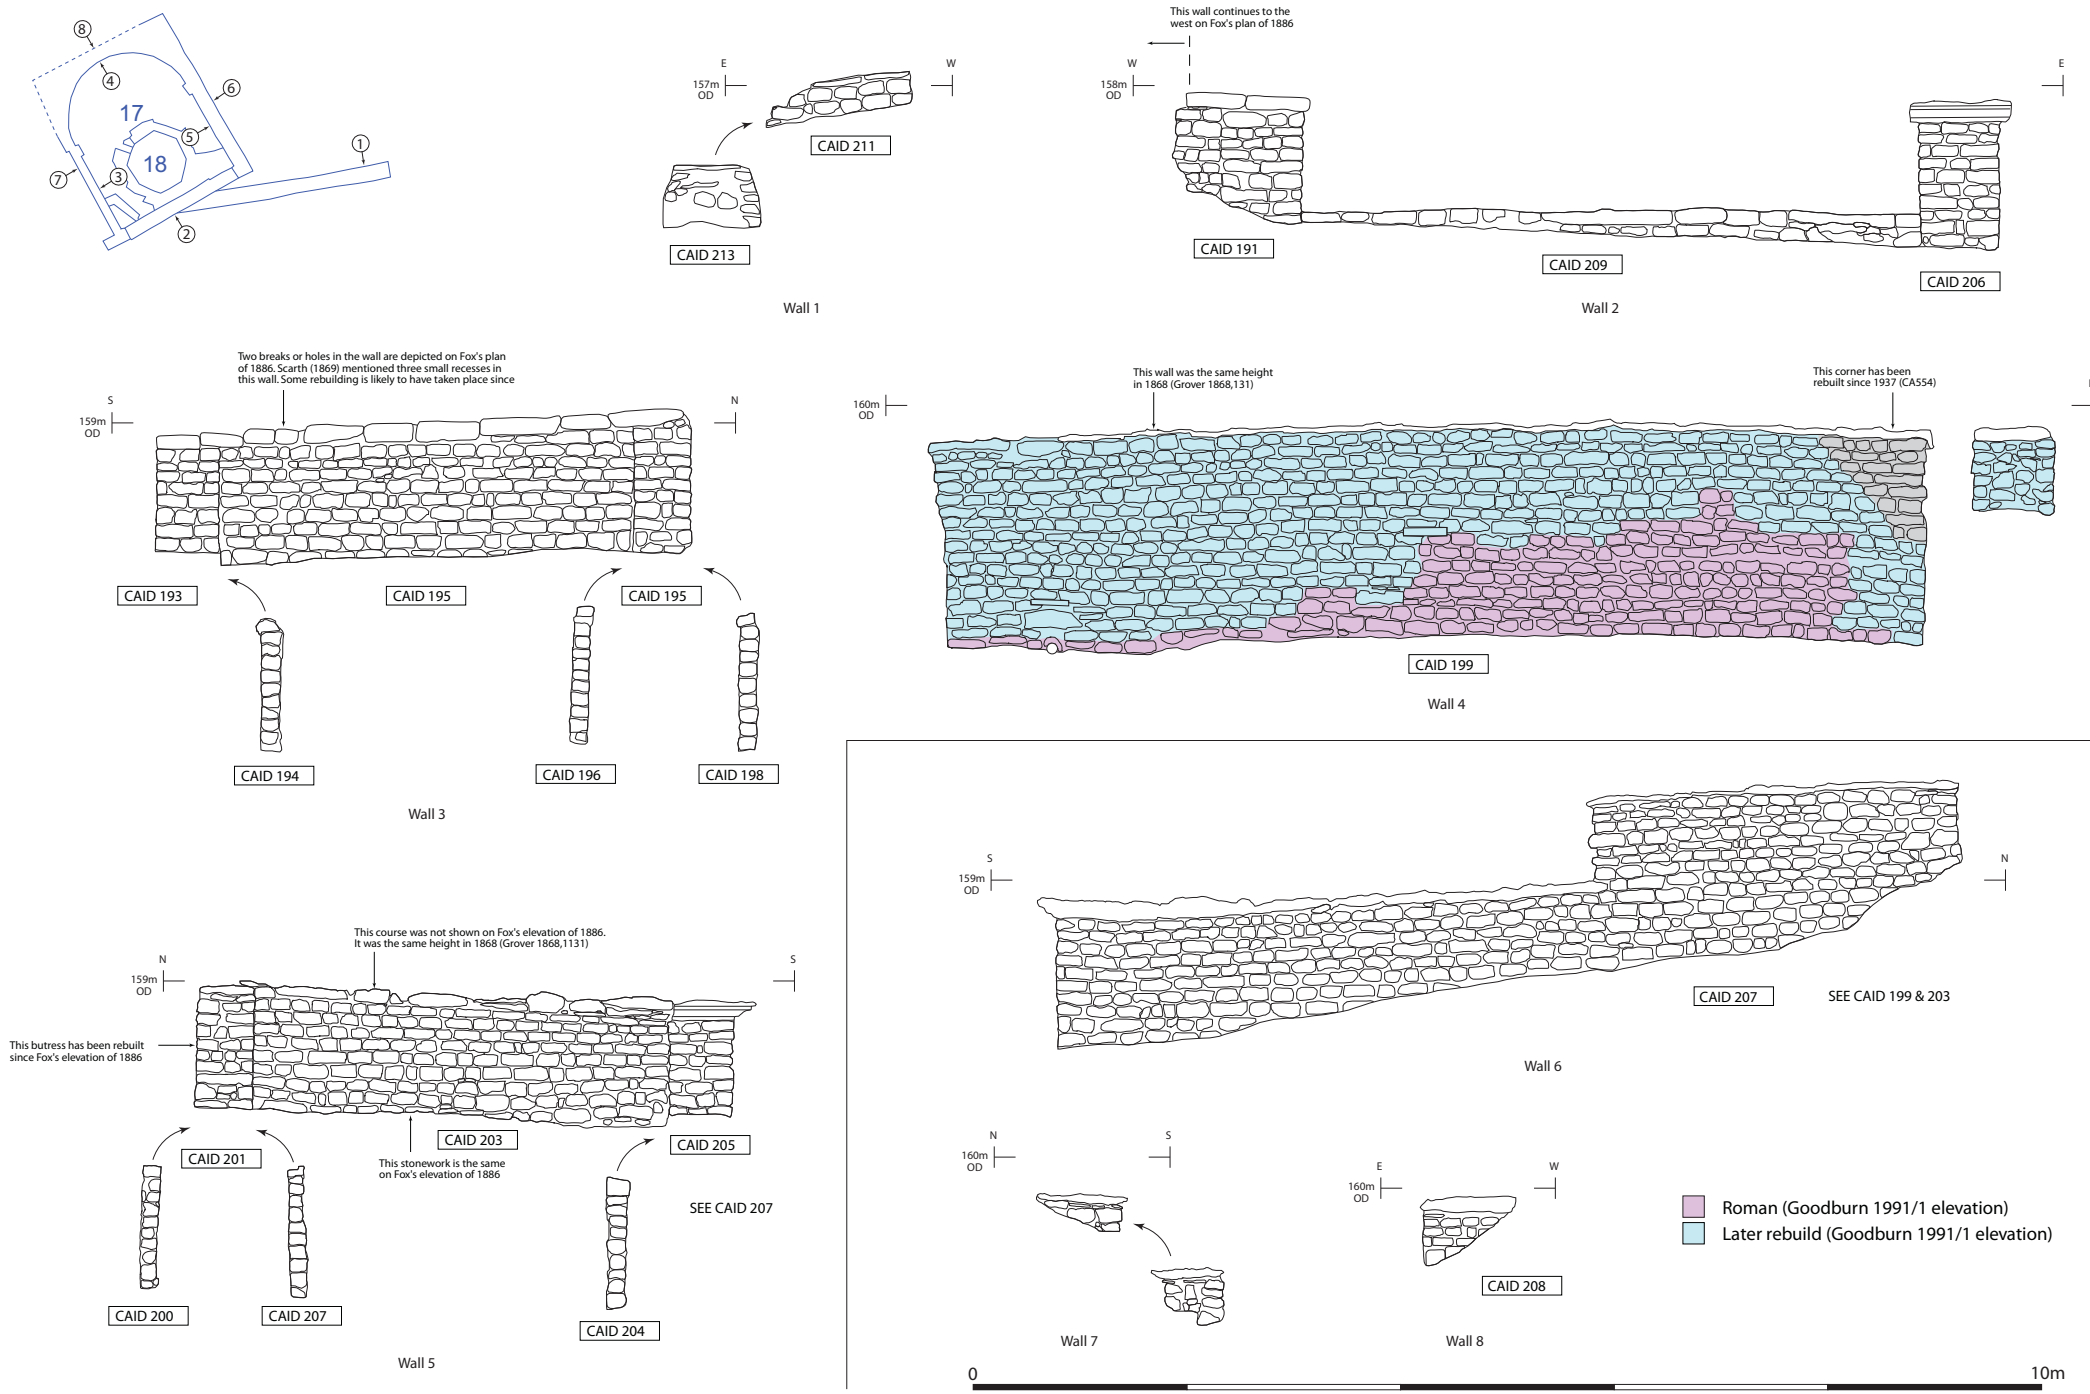 8
4
6
17
5
1
18
7
3
2
E
W
157m
OD
CAID 211
CAID 213
Wall 1
This wall continues to the
west on Fox's plan of 1886
W
E
158m
OD
CAID 191
CAID 209
CAID 206
Wall 2
Two breaks or holes in the wall are depicted on Fox's plan
of 1886. Scarth (1869) mentioned three small recesses in
this wall. Some rebuilding is likely to have taken place since
S
N
159m
OD
CAID 193
CAID 195
CAID 195
CAID 194
CAID 196
CAID 198
Wall 3
This wall was the same height
in 1868 (Grover 1868,131)
This corner has been
rebuilt since 1937 (CA554)
160m
OD
CAID 199
Wall 4
This course was not shown on Fox's elevation of 1886.
It was the same height in 1868 (Grover 1868,1131)
N
S
159m
OD
This butress has been rebuilt
since Fox's elevation of 1886
CAID 203
CAID 205
CAID 201
This stonework is the same
on Fox's elevation of 1886
SEE CAID 207
CAID 200
CAID 207
CAID 204
Wall 5
S
N
159m
OD
CAID 207
SEE CAID 199 & 203
Wall 6
N
S
160m
OD
Wall 7
E
W
160m
OD
CAID 208
Wall 8
Roman (Goodburn 1991/1 elevation)
Later rebuild (Goodburn 1991/1 elevation)
0
10m